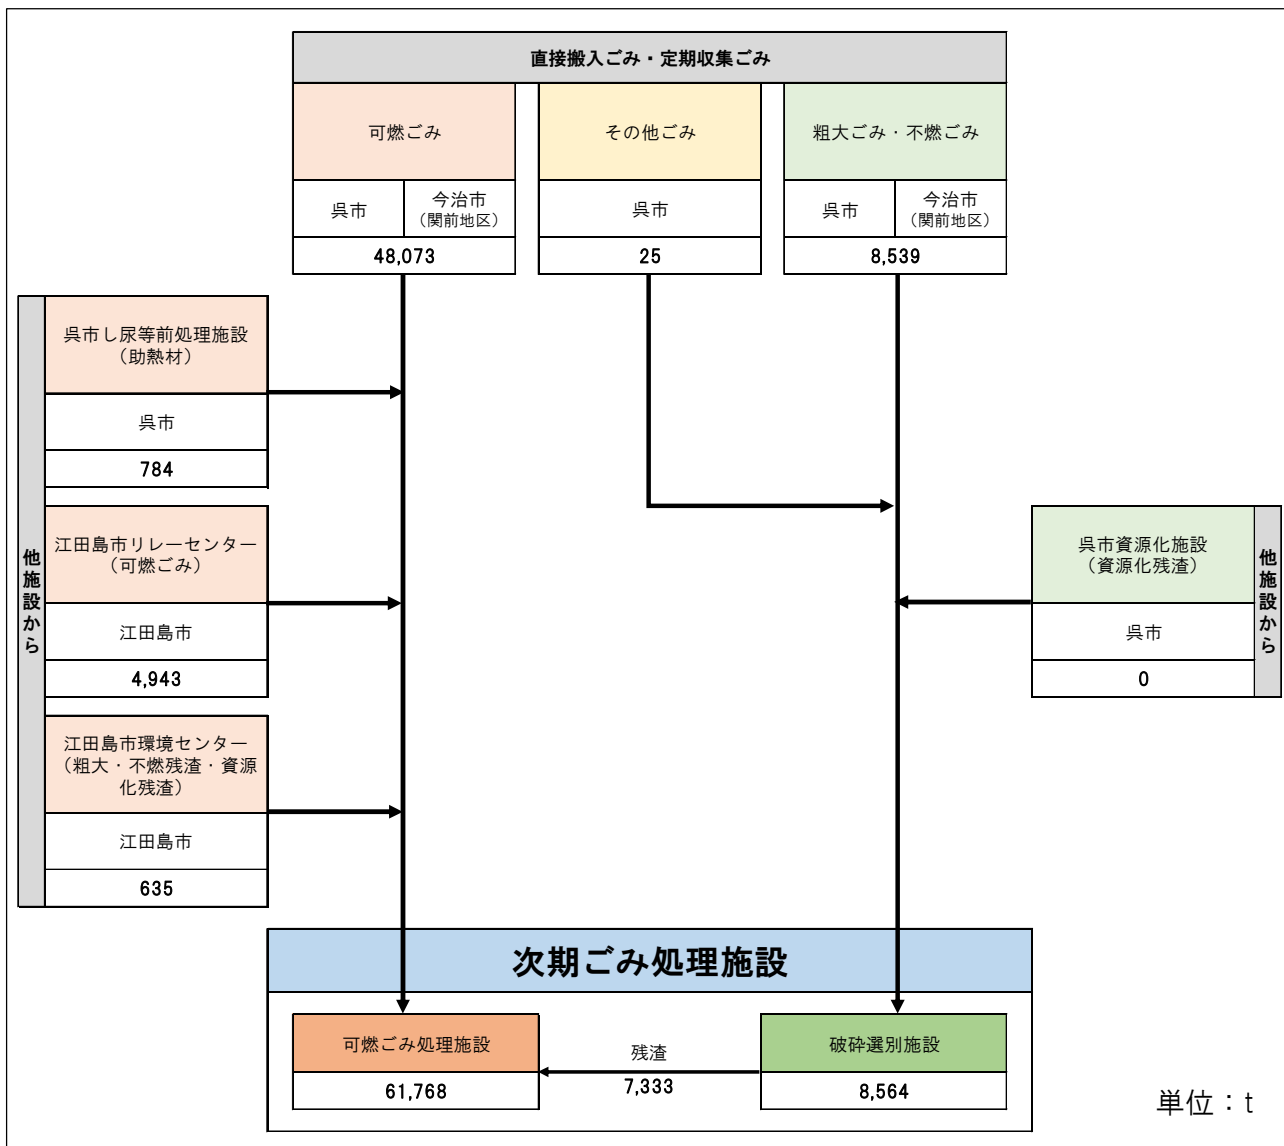 直接搬入ごみ・定期収集ごみ
可燃ごみ
その他ごみ
粗大ごみ・不燃ごみ
呉市
今治市
（関前地区）
呉市
呉市
今治市
（関前地区）
48,073
25
8,539
他施設から
呉市し尿等前処理施設
（助熱材）
呉市
784
江田島市リレーセンター
（可燃ごみ）
江田島市
4,943
江田島市環境センター
（粗大・不燃残渣・資源
化残渣）
江田島市
635
呉市資源化施設
（資源化残渣）
呉市
0
他施設から
次期ごみ処理施設
可燃ごみ処理施設
61,768
残渣
7,333
破砕選別施設
8,564
単位：t